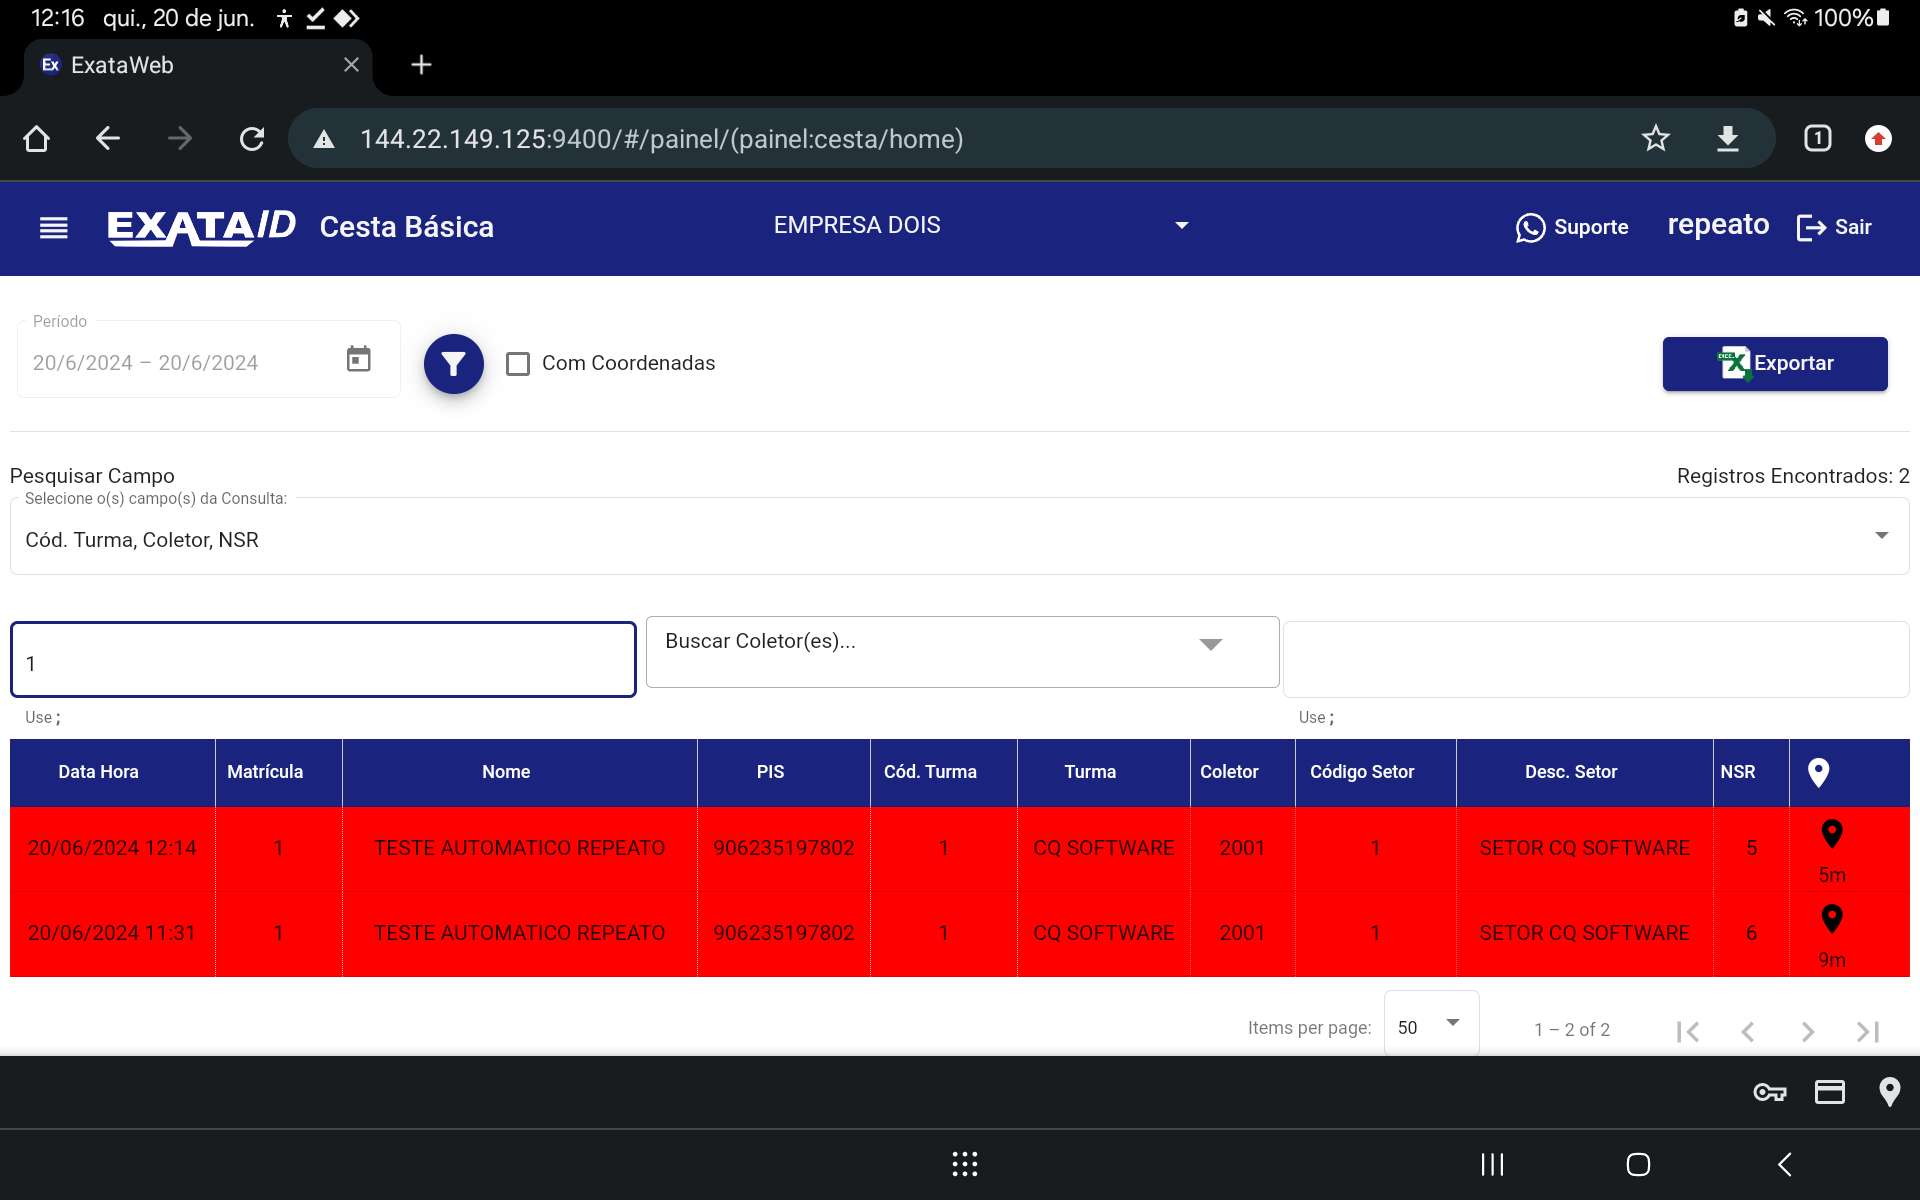 12:16 qui., 20 de jun. 100%
Ex ExataWeb
144.22.149.125:9400/#/painel/(painel:cesta/home) 1
EXATA ID Cesta Básica EMPRESA DOIS Suporte repeato Sair
Período
20/6/2024 – 20/6/2024 Com Coordenadas Exportar
Pesquisar Campo Registros Encontrados: 2
Selecione o(s) campo(s) da Consulta:
Cód. Turma, Coletor, NSR
1 Buscar Coletor(es)...
Use ; Use ;
Data Hora Matrícula Nome PIS Cód. Turma Turma Coletor Código Setor Desc. Setor NSR
20/06/2024 12:14 1 TESTE AUTOMATICO REPEATO 906235197802 1 CQ SOFTWARE 2001 1 SETOR CQ SOFTWARE 5 5m
20/06/2024 11:31 1 TESTE AUTOMATICO REPEATO 906235197802 1 CQ SOFTWARE 2001 1 SETOR CQ SOFTWARE 6 9m
Items per page: 50 1 – 2 of 2